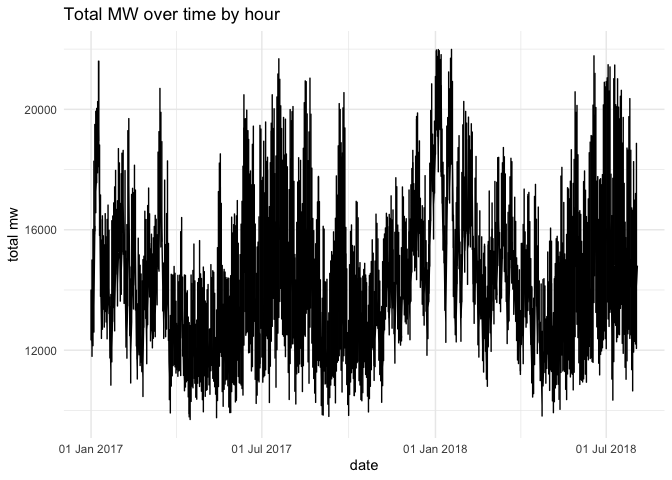 Total MW over time by hour
total mw
20000
16000
12000
01 Jan 2017
01 Jul 2017
01 Jan 2018
01 Jul 2018
date